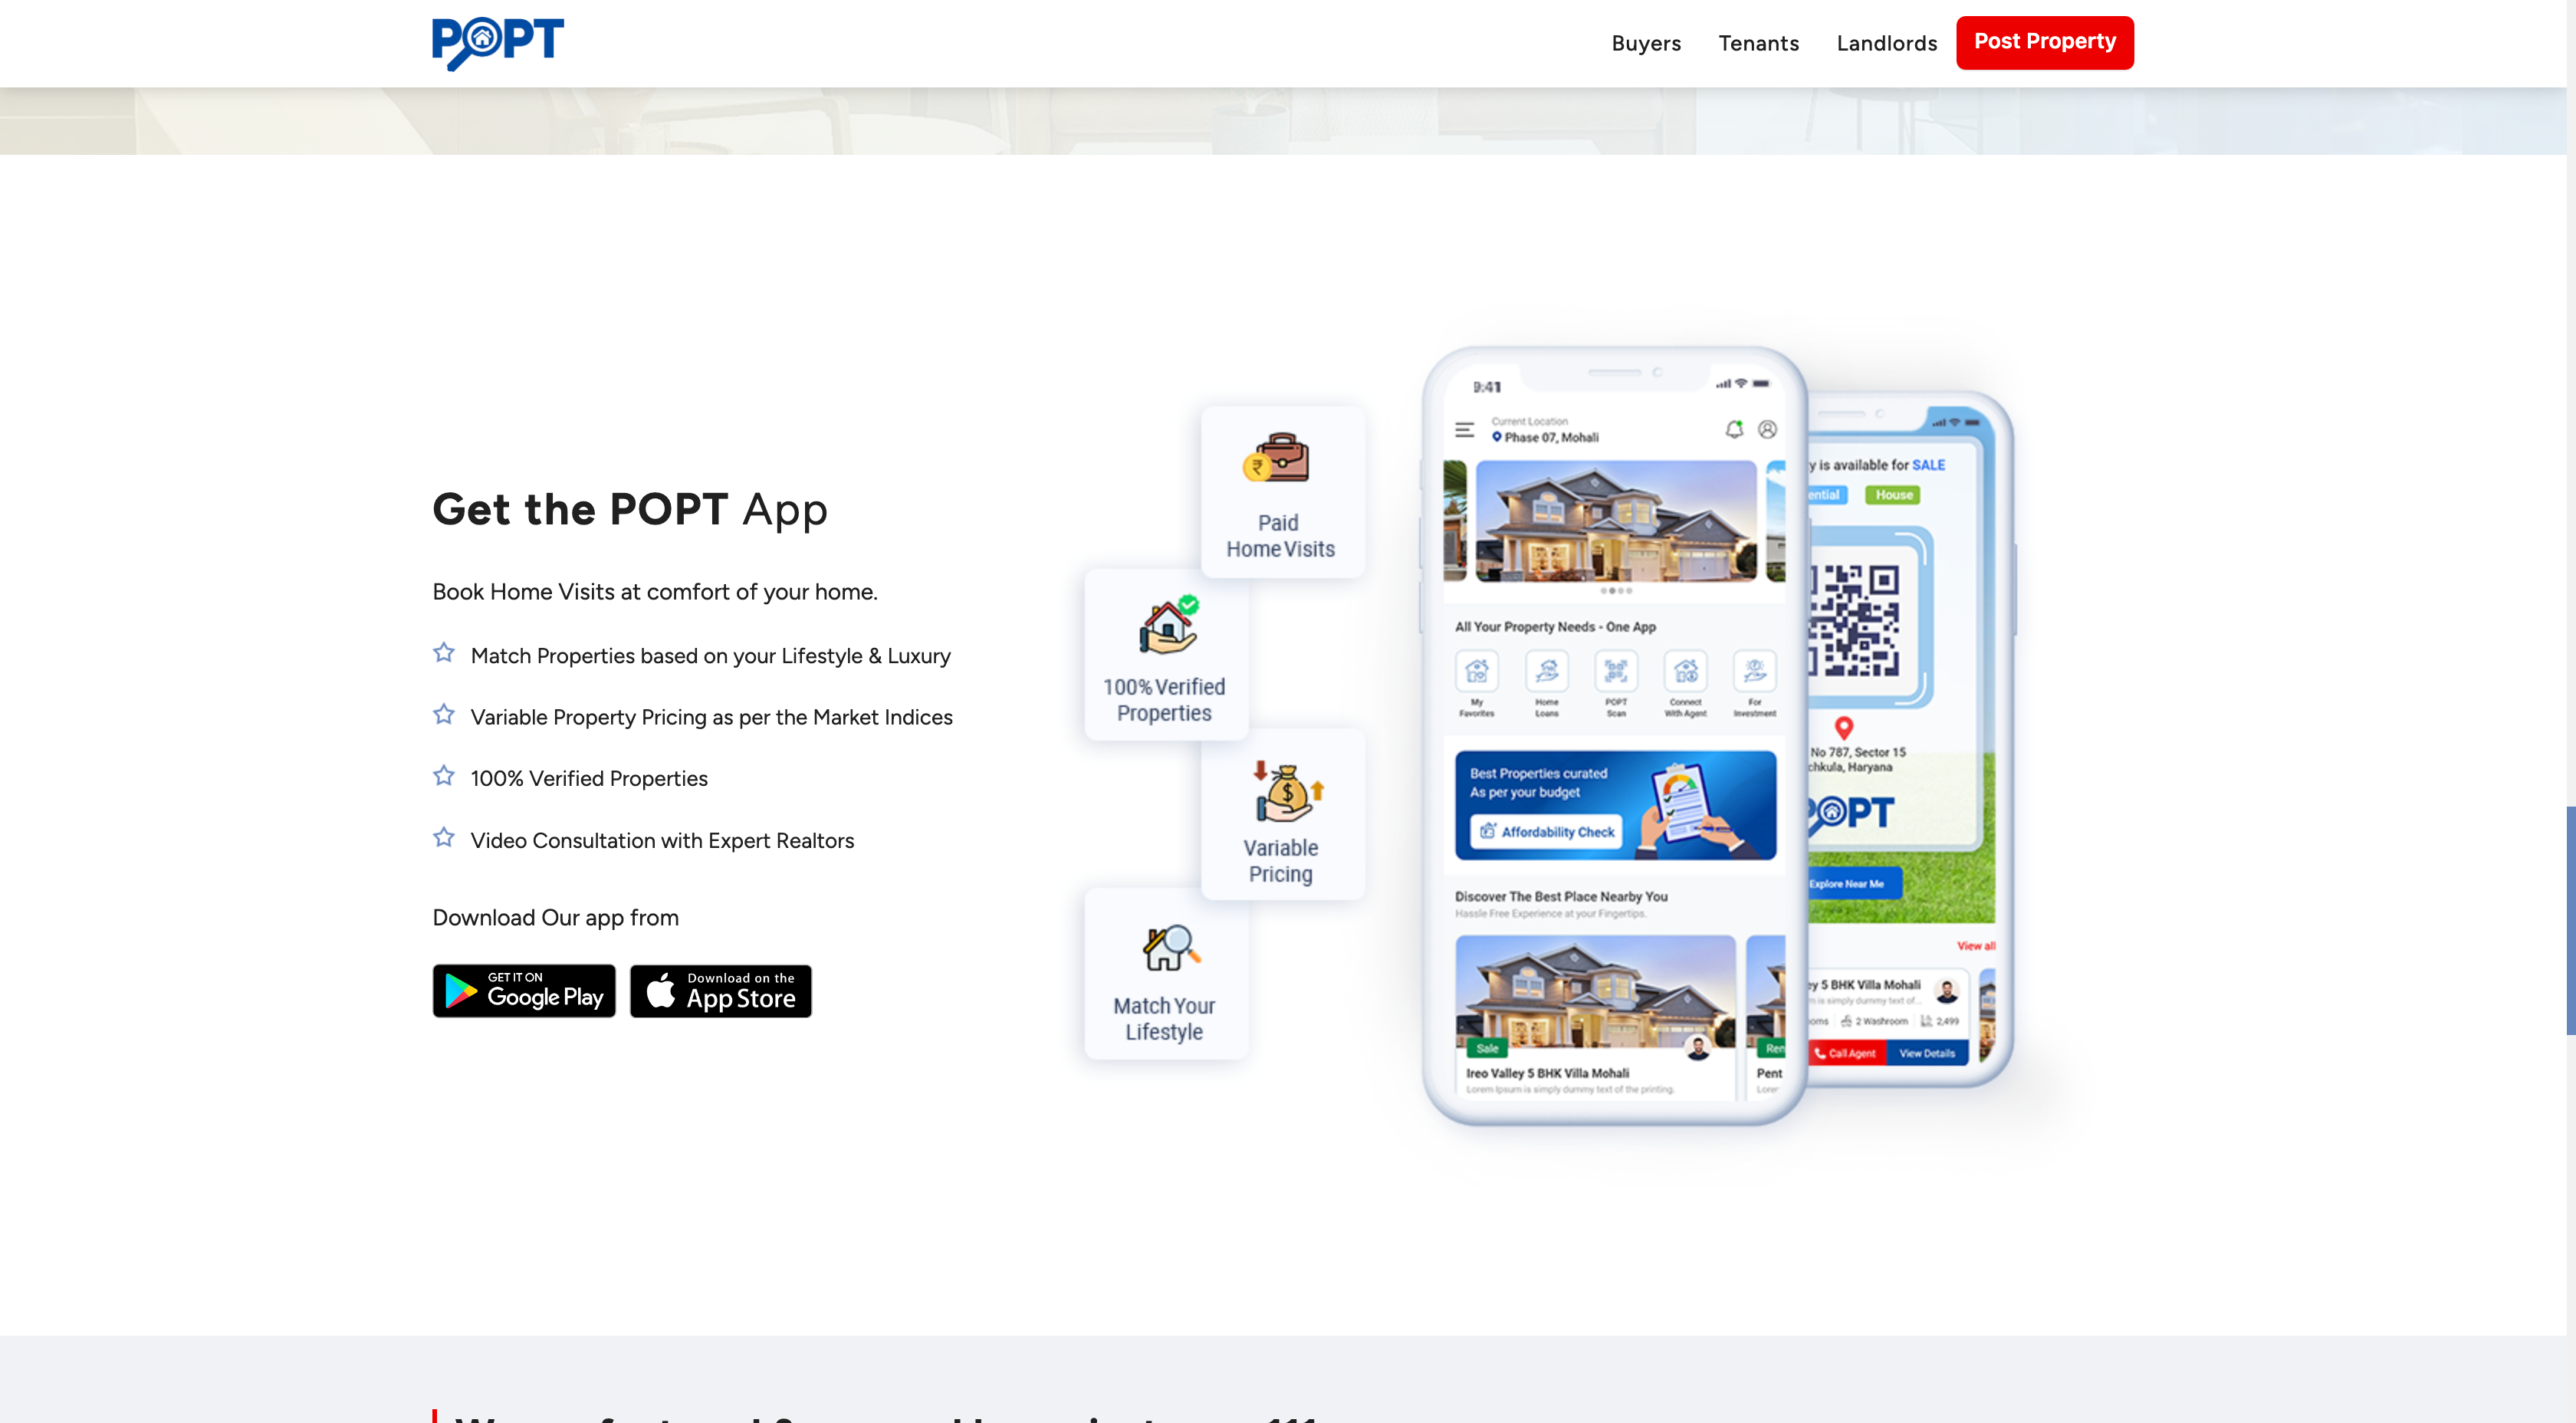 POPT
Buyers Tenants Landlords Post Property
Get the POPT App
Book Home Visits at comfort of your home.
Match Properties based on your Lifestyle & Luxury
Variable Property Pricing as per the Market Indices
100% Verified Properties
Video Consultation with Expert Realtors
Download Our app from
GET IT ON
Google Play
Download on the
App Store
Paid
Home Visits
100% Verified
Properties
Variable
Pricing
Match Your
Lifestyle
9:41
Current Location
Phase 07, Mohali
All Your Property Needs - One App
My
Favorites
Home
Loans
POPT
Scan
Connect
With Agent
For
Investment
Best Properties curated
As per your budget
Affordability Check
Discover The Best Place Nearby You
Hassle Free Experience at your Fingertips.
Sale
Ireo Valley 5 BHK Villa Mohali
Lorem Ipsum is simply dummy text of the printing.
Ren
Pent
Lorer
y is available for SALE
ential House
No 787, Sector 15
chkula, Haryana
POPT
Explore Near Me
View all
ey 5 BHK Villa Mohali
is simply dummy text of...
oms 2 Washroom 2,499
Call Agent View Details